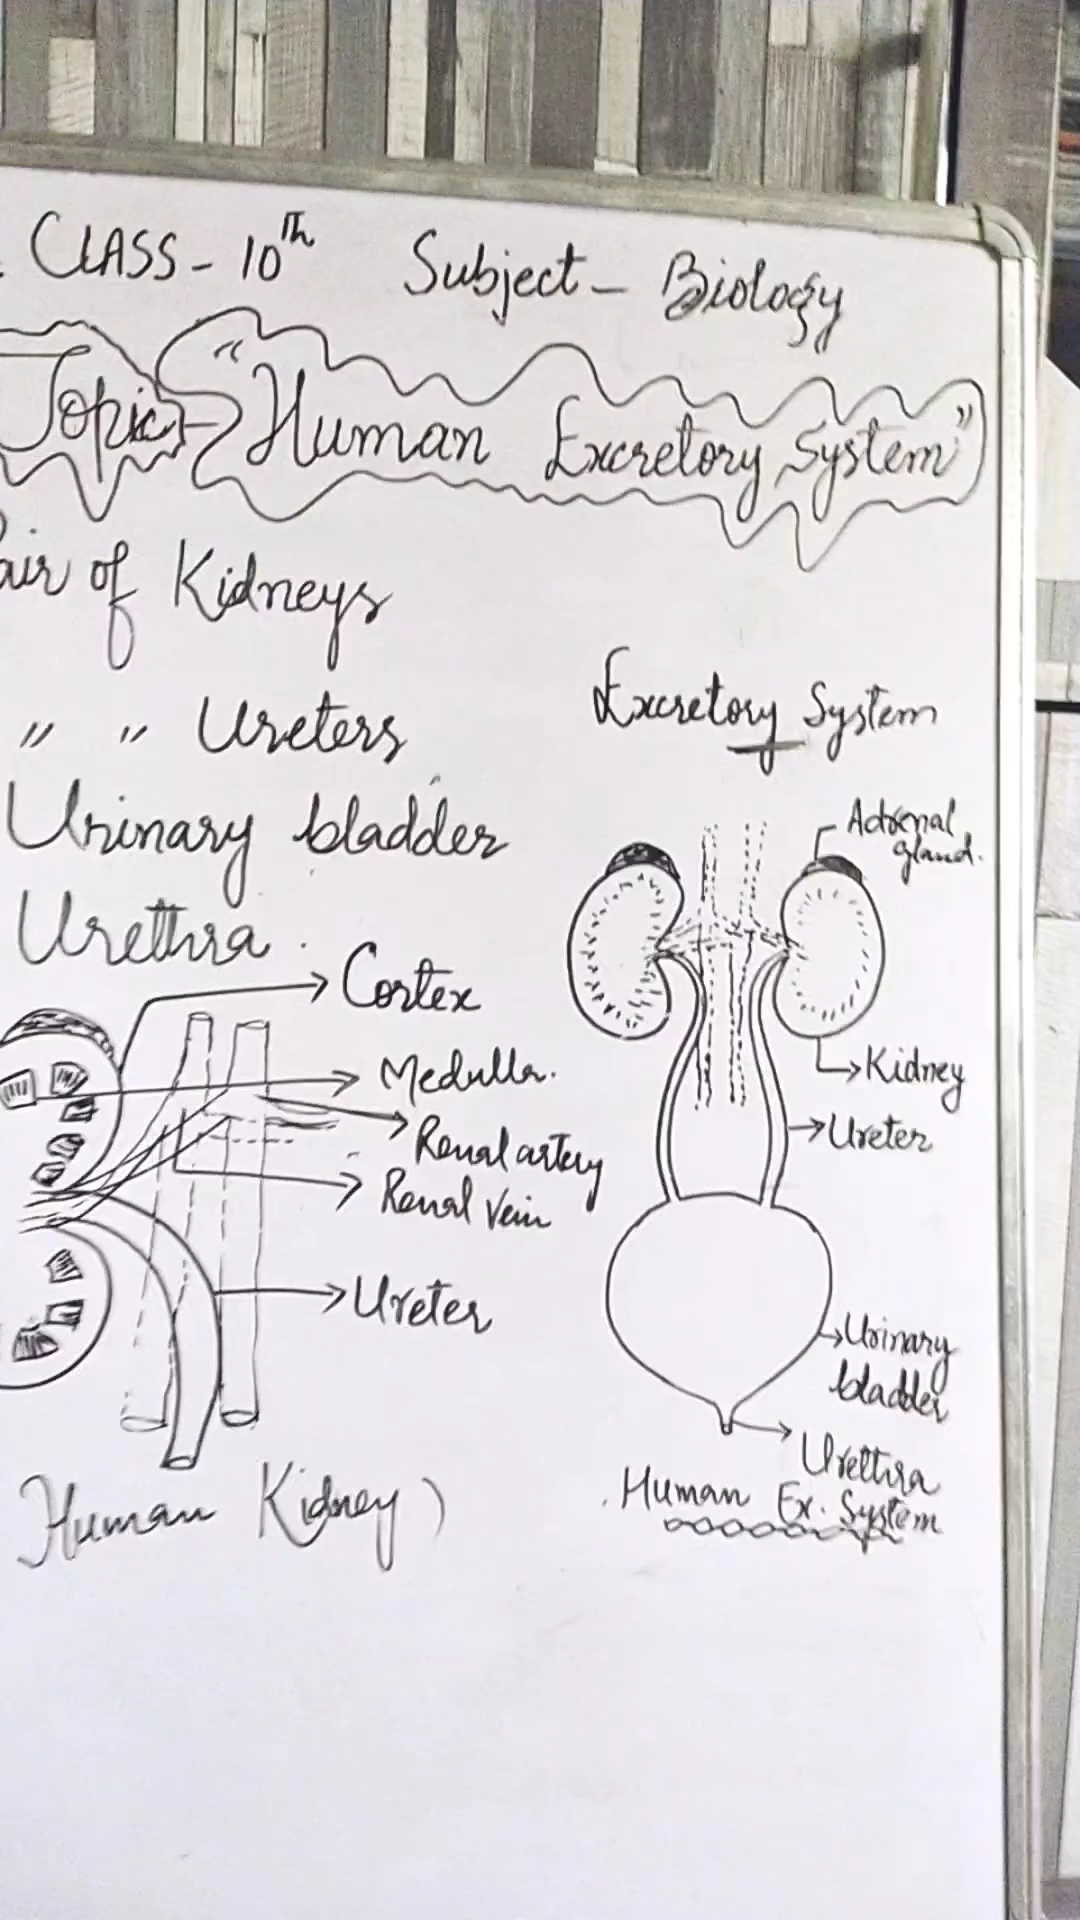 CLASS - 10th Subject - Biology
Topic - "Human Excretory System"
Pair of Kidneys
" " Ureters
Urinary bladder
Urethra
Excretory System
Cortex
Medulla.
Renal artery
Renal Vein
Ureter
Human Kidney)
Adrenal
gland.
Kidney
Ureter
Urinary
bladder
Urethra
Human Ex. System